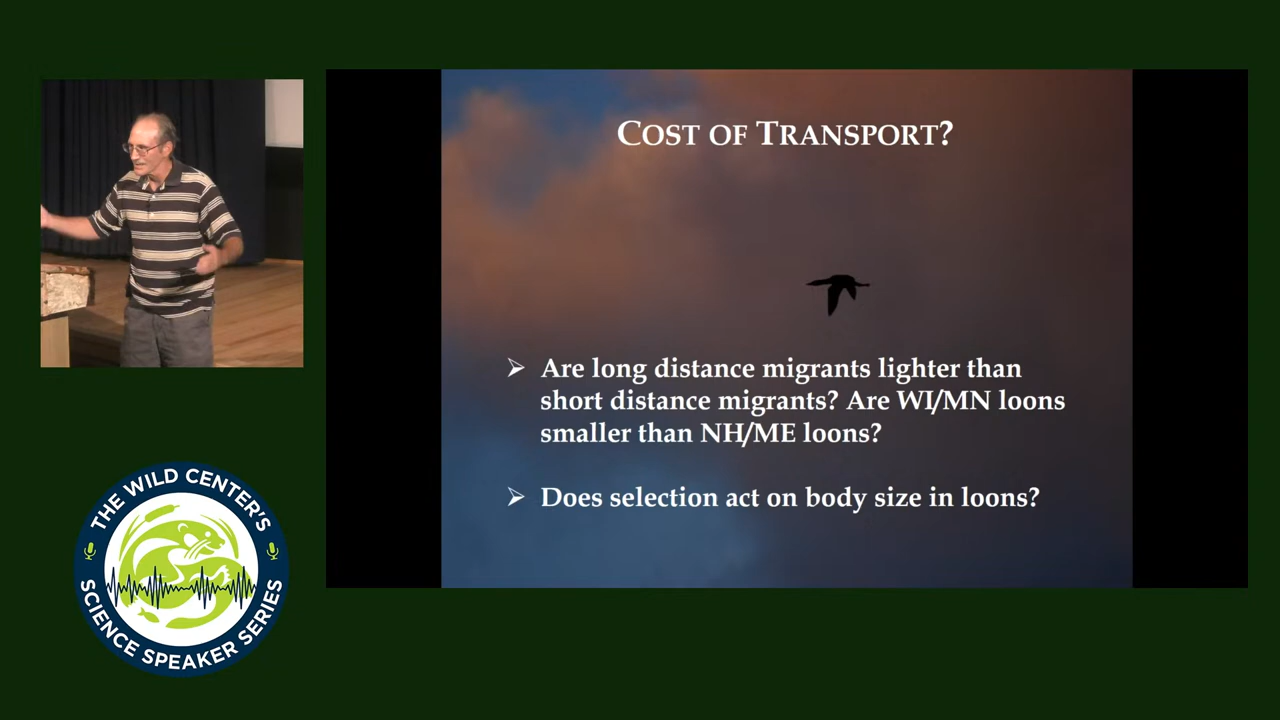 COST OF TRANSPORT?
➢ Are long distance migrants lighter than
short distance migrants? Are WI/MN loons
smaller than NH/ME loons?
➢ Does selection act on body size in loons?
THE WILD CENTER'S
SCIENCE SPEAKER SERIES